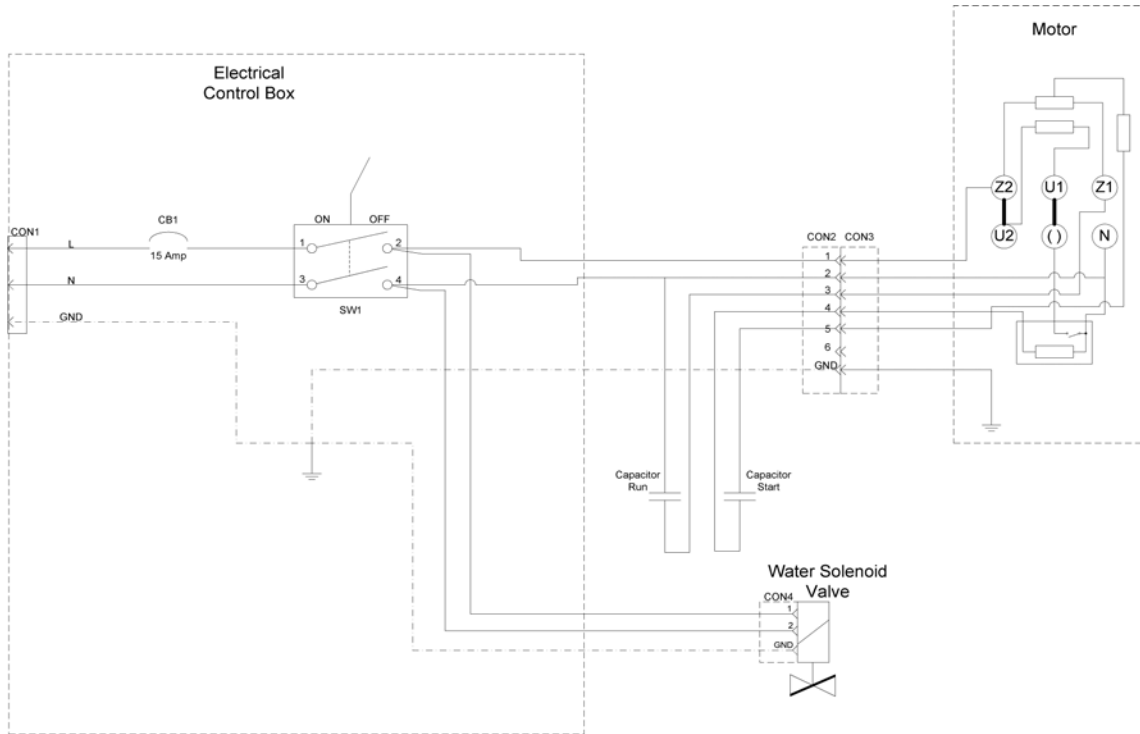 Motor
Electrical
Control Box
Z2
U1
Z1
U2
( )
N
CB1
15 Amp
ON
OFF
CON1
L
1
2
N
3
4
SW1
GND
CON2
CON3
1
2
3
4
5
6
GND
Capacitor
Run
Capacitor
Start
Water Solenoid
Valve
CON4
1
2
GND